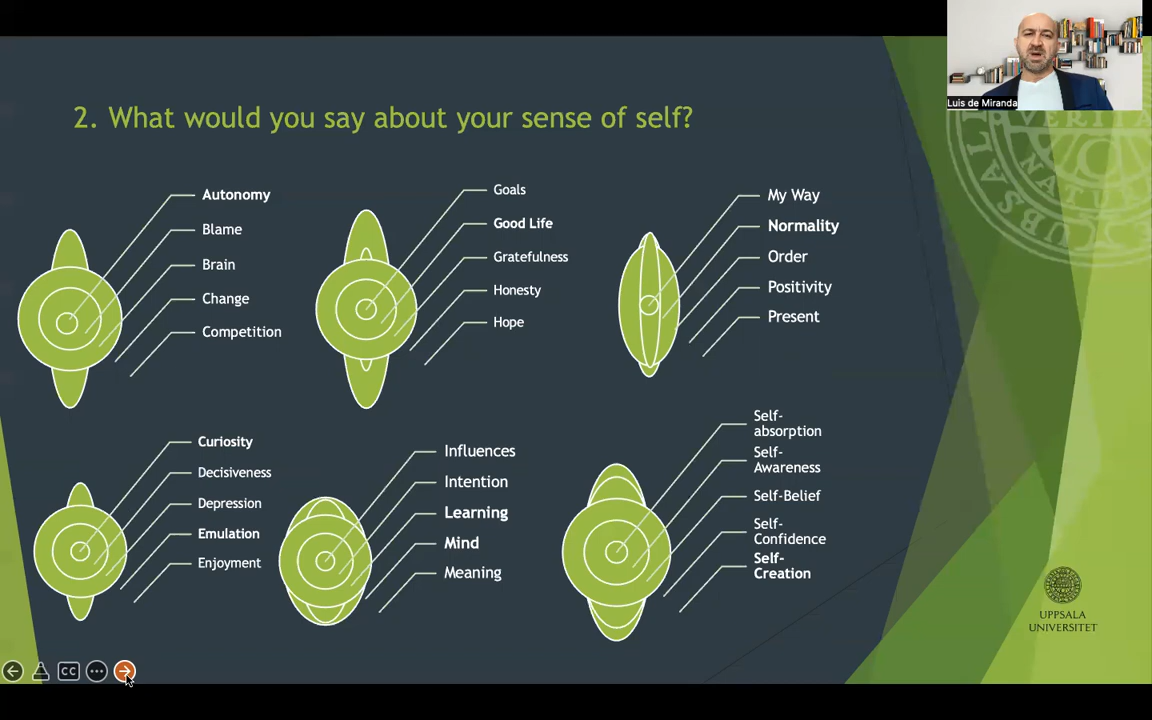 Luis de Miranda
2. What would you say about your sense of self?
Autonomy
Blame
Brain
Change
Competition
Goals
Good Life
Gratefulness
Honesty
Hope
My Way
Normality
Order
Positivity
Present
Curiosity
Decisiveness
Depression
Emulation
Enjoyment
Influences
Intention
Learning
Mind
Meaning
Self-
absorption
Self-
Awareness
Self-Belief
Self-
Confidence
Self-
Creation
UPPSALA
UNIVERSITET
CC